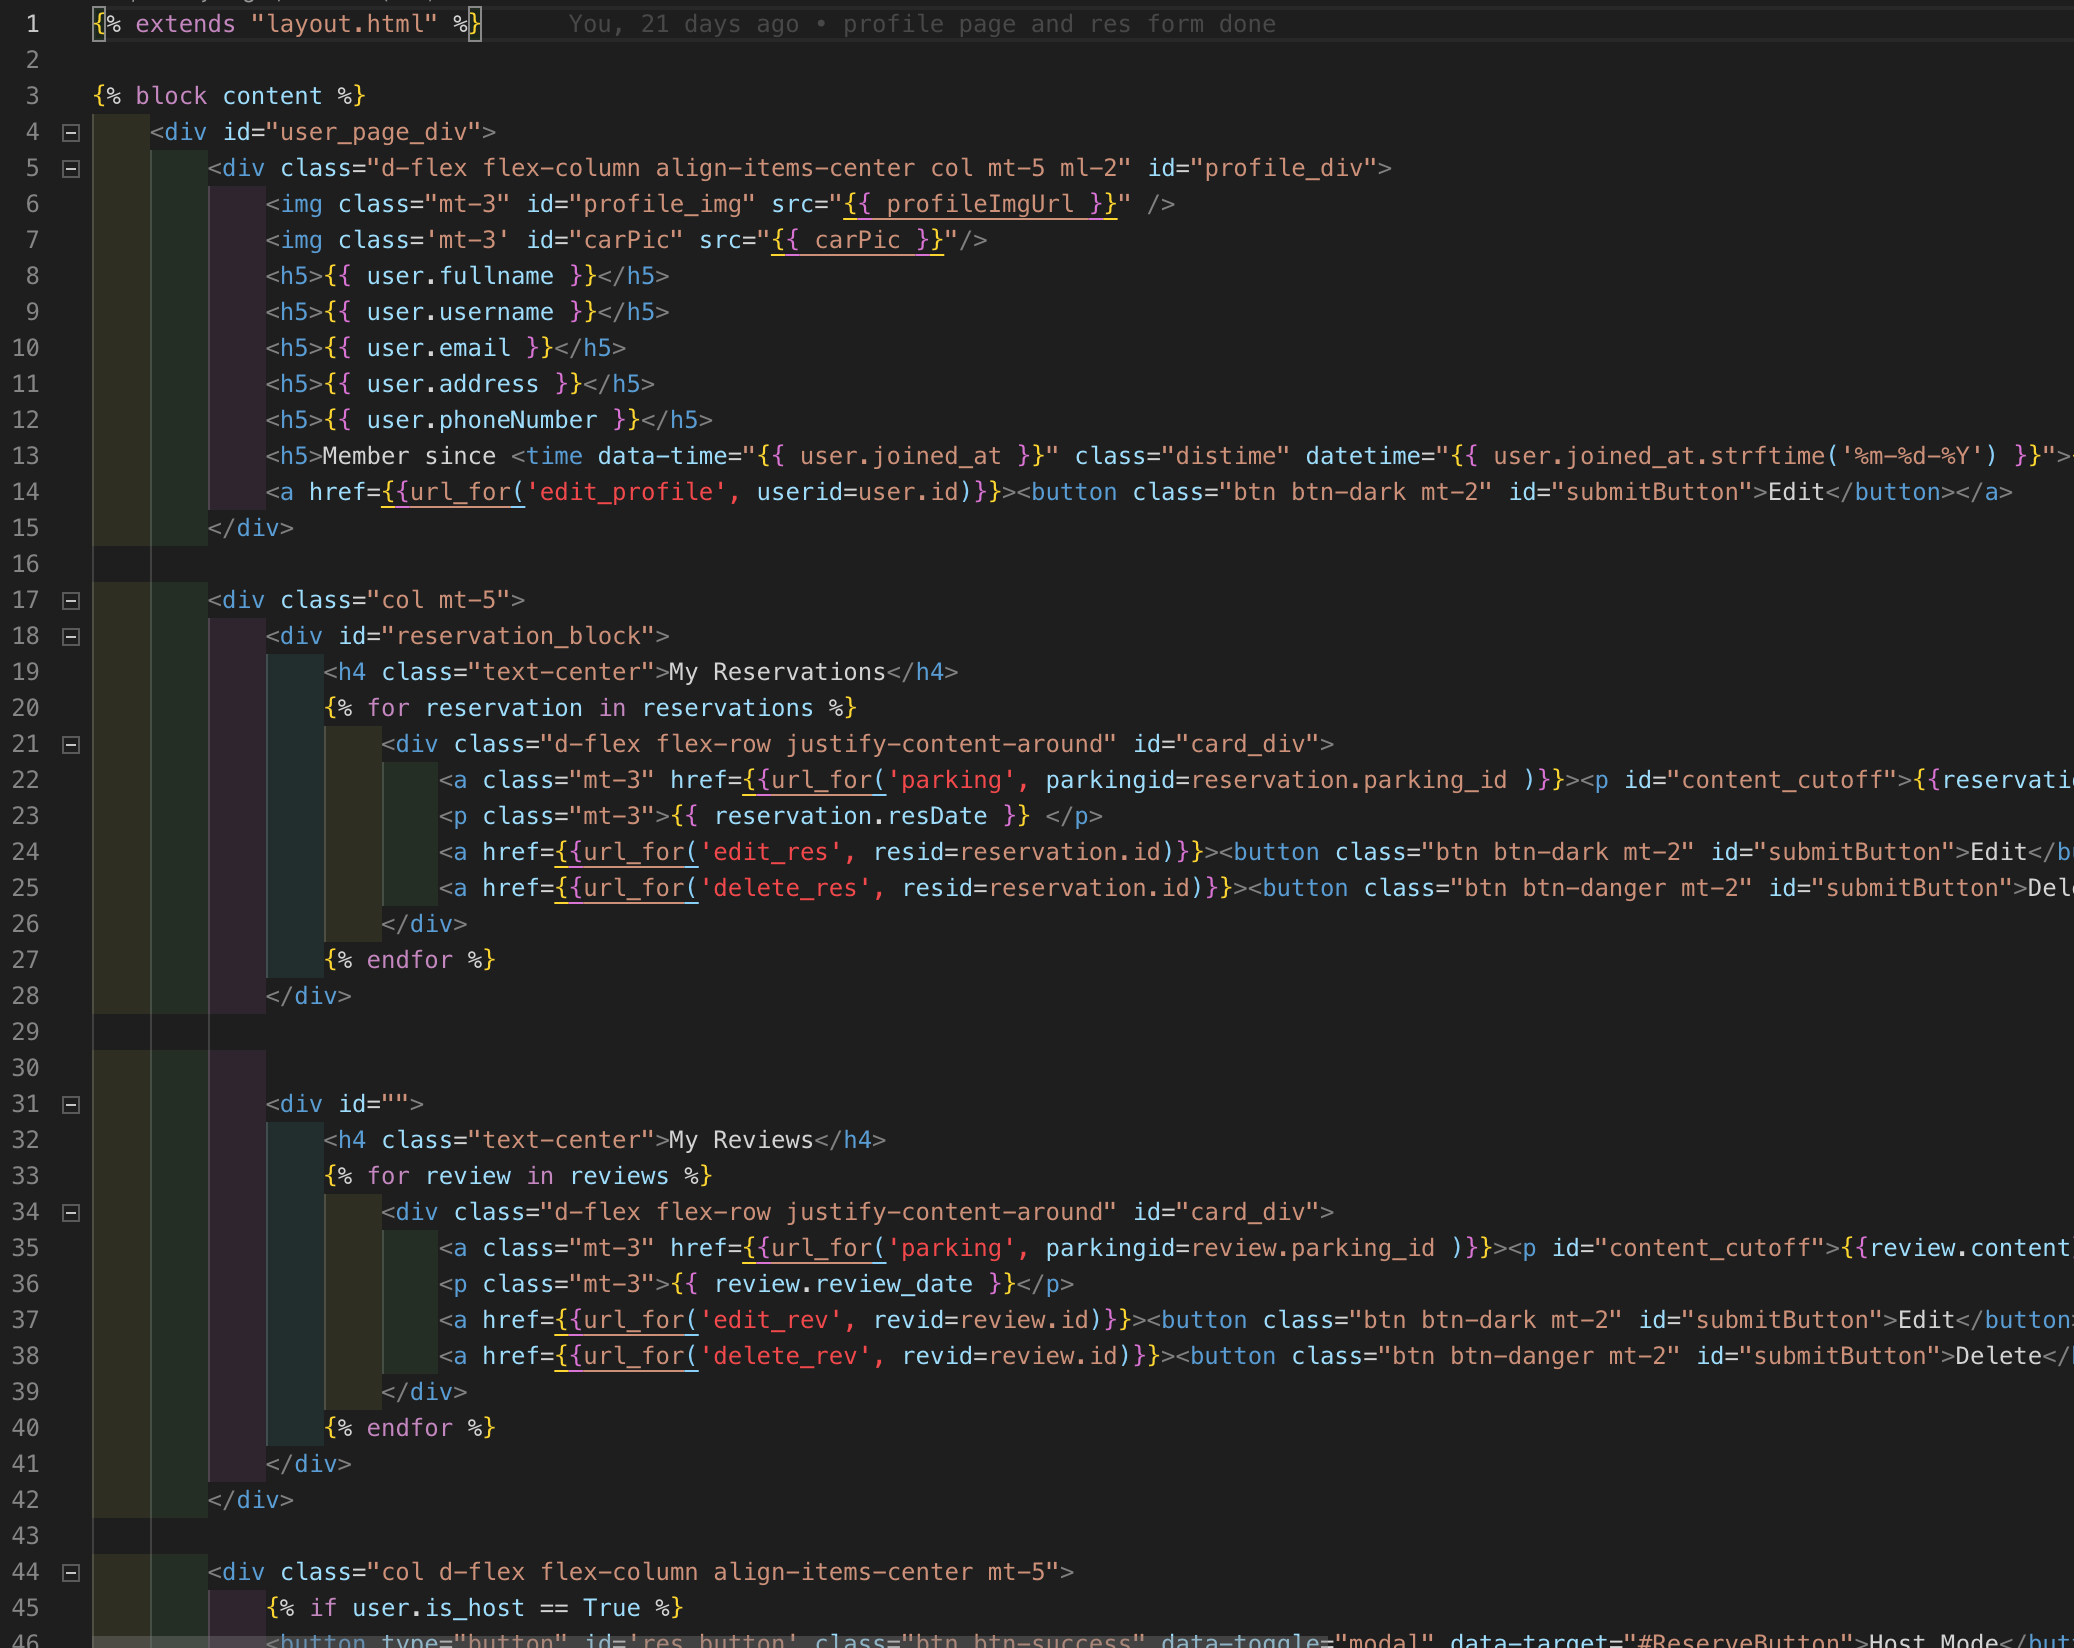 1 {% extends "layout.html" %} You, 21 days ago • profile page and res form done
2
3 {% block content %}
4 <div id="user_page_div">
5 <div class="d-flex flex-column align-items-center col mt-5 ml-2" id="profile_div">
6 <img class="mt-3" id="profile_img" src="{{ profileImgUrl }}" />
7 <img class='mt-3' id="carPic" src="{{ carPic }}"/>
8 <h5>{{ user.fullname }}</h5>
9 <h5>{{ user.username }}</h5>
10 <h5>{{ user.email }}</h5>
11 <h5>{{ user.address }}</h5>
12 <h5>{{ user.phoneNumber }}</h5>
13 <h5>Member since <time data-time="{{ user.joined_at }}" class="distime" datetime="{{ user.joined_at.strftime('%m-%d-%Y') }}">
14 <a href={{url_for('edit_profile', userid=user.id)}}><button class="btn btn-dark mt-2" id="submitButton">Edit</button></a>
15 </div>
16
17 <div class="col mt-5">
18 <div id="reservation_block">
19 <h4 class="text-center">My Reservations</h4>
20 {% for reservation in reservations %}
21 <div class="d-flex flex-row justify-content-around" id="card_div">
22 <a class="mt-3" href={{url_for('parking', parkingid=reservation.parking_id )}}><p id="content_cutoff">{{reservati
23 <p class="mt-3">{{ reservation.resDate }} </p>
24 <a href={{url_for('edit_res', resid=reservation.id)}}><button class="btn btn-dark mt-2" id="submitButton">Edit</bu
25 <a href={{url_for('delete_res', resid=reservation.id)}}><button class="btn btn-danger mt-2" id="submitButton">Del
26 </div>
27 {% endfor %}
28 </div>
29
30
31 <div id="">
32 <h4 class="text-center">My Reviews</h4>
33 {% for review in reviews %}
34 <div class="d-flex flex-row justify-content-around" id="card_div">
35 <a class="mt-3" href={{url_for('parking', parkingid=review.parking_id )}}><p id="content_cutoff">{{review.content
36 <p class="mt-3">{{ review.review_date }}</p>
37 <a href={{url_for('edit_rev', revid=review.id)}}><button class="btn btn-dark mt-2" id="submitButton">Edit</button>
38 <a href={{url_for('delete_rev', revid=review.id)}}><button class="btn btn-danger mt-2" id="submitButton">Delete</
39 </div>
40 {% endfor %}
41 </div>
42 </div>
43
44 <div class="col d-flex flex-column align-items-center mt-5">
45 {% if user.is_host == True %}
46 <button type="button" id='res_button' class="btn btn-success" data-toggle="modal" data-target="#ReserveButton">Host Mode</but